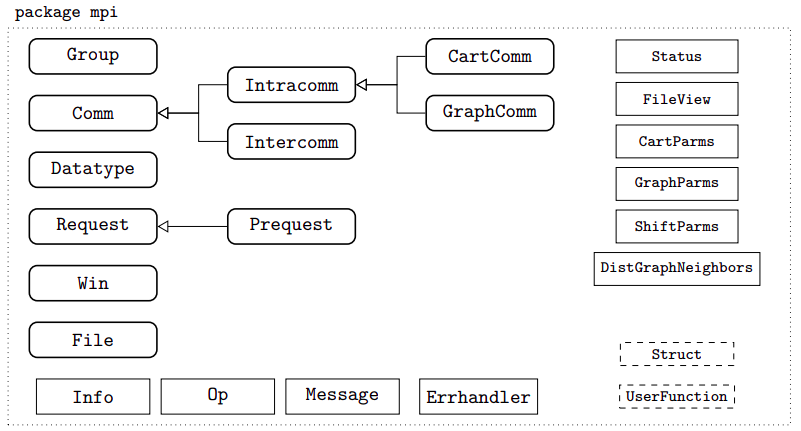 package mpi
Group
Comm
Datatype
Request
Win
File
Intracomm
Intercomm
Prequest
CartComm
GraphComm
Status
FileView
CartParms
GraphParms
ShiftParms
DistGraphNeighbors
Struct
UserFunction
Info
Op
Message
Errhandler